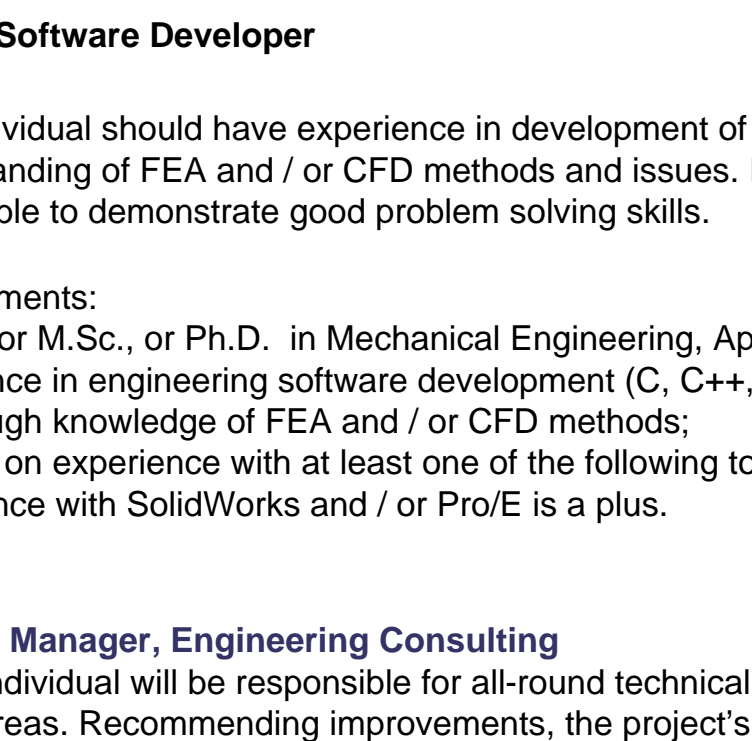 Software Developer
vidual should have experience in development of
anding of FEA and / or CFD methods and issues.
ble to demonstrate good problem solving skills.
ments:
or M.Sc., or Ph.D. in Mechanical Engineering, Ap
nce in engineering software development (C, C++,
ugh knowledge of FEA and / or CFD methods;
on experience with at least one of the following to
nce with SolidWorks and / or Pro/E is a plus.
Manager, Engineering Consulting
ndividual will be responsible for all-round technical
reas. Recommending improvements, the project's